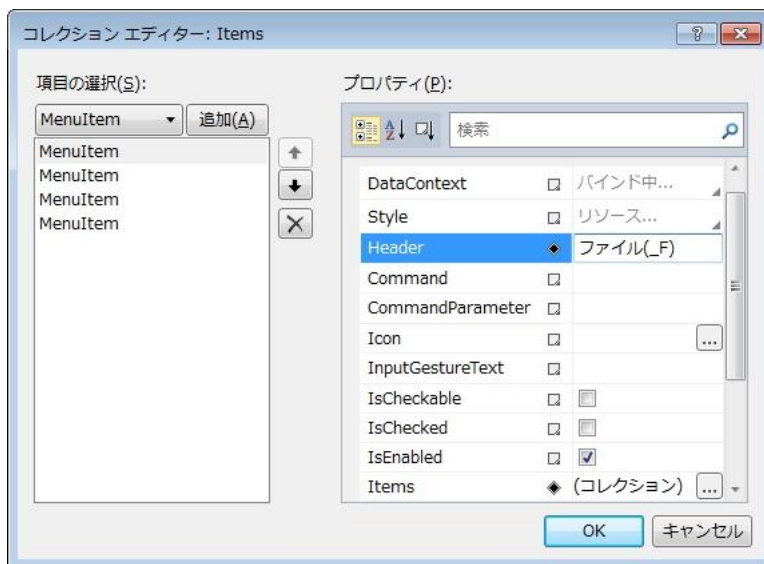 コレクション エディター: Items
項目の選択(S):
MenuItem
追加(A)
MenuItem
MenuItem
MenuItem
MenuItem
プロパティ(P):
検索
DataContext バインド中...
Style リソース...
Header ファイル(_F)
Command
CommandParameter
Icon ...
InputGestureText
IsCheckable
IsChecked
IsEnabled
Items (コレクション) ...
OK キャンセル